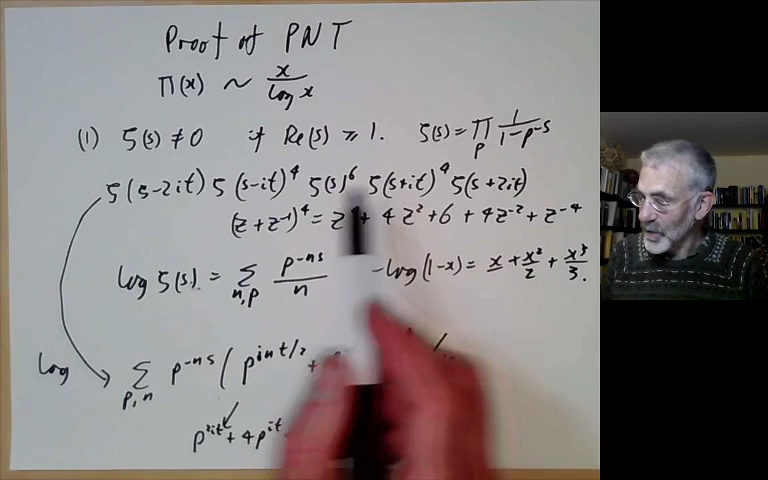 Proof of PNT
Π(x) ~ x / log x
(1) ζ(s) ≠ 0 if Re(s) ⩾ 1. ζ(s) = ∏_p 1/(1-p^-s)
ζ(s-2it) ζ(s-it)^4 ζ(s)^6 ζ(s+it)^4 ζ(s+2it)
(z+z^-1)^4 = z^4 + 4z^2 + 6 + 4z^-2 + z^-4
log ζ(s) = Σ_{n,p} p^-ns / n -log(1-x) = x + x^2/2 + x^3/3.
log Σ_{p,n} p^-ns ( p^{int/2} +
p^{2it} + 4p^{it}